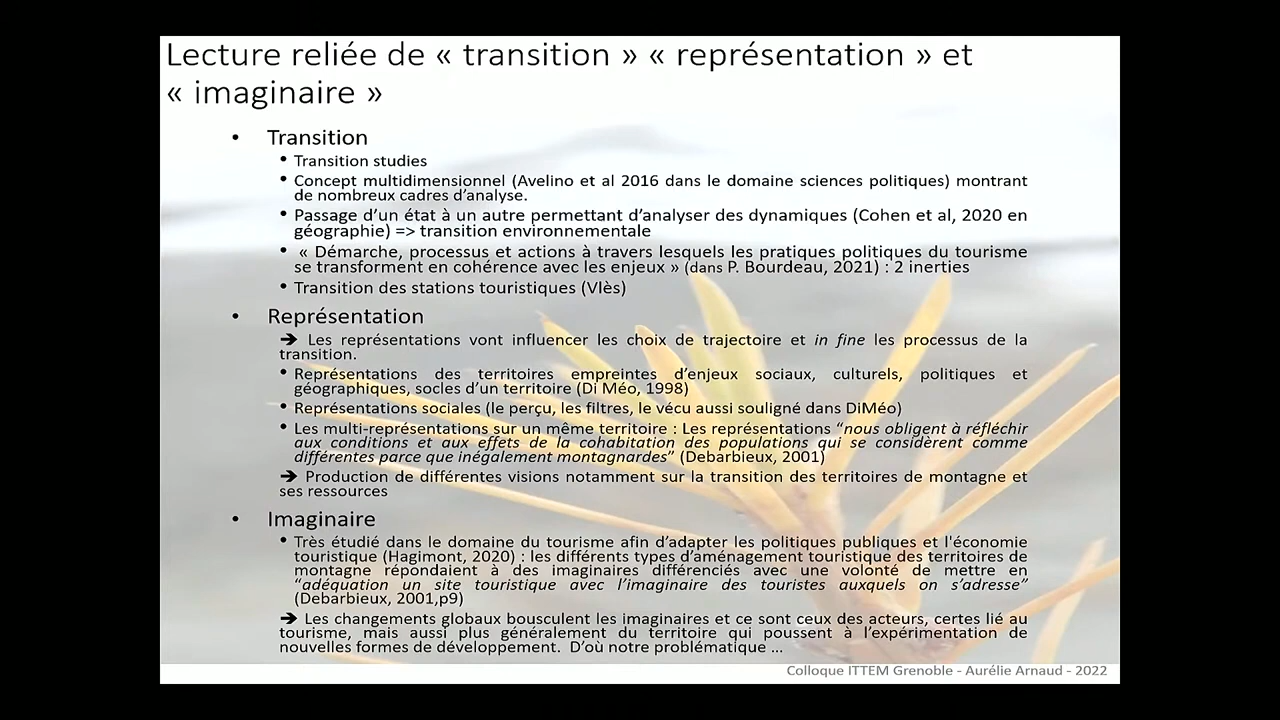 Lecture reliée de « transition » « représentation » et
« imaginaire »
• Transition
• Transition studies
• Concept multidimensionnel (Avelino et al 2016 dans le domaine sciences politiques) montrant
de nombreux cadres d’analyse.
• Passage d’un état à un autre permettant d’analyser des dynamiques (Cohen et al, 2020 en
géographie) => transition environnementale
• « Démarche, processus et actions à travers lesquels les pratiques politiques du tourisme
se transforment en cohérence avec les enjeux » (dans P. Bourdeau, 2021) : 2 inerties
• Transition des stations touristiques (Vlès)
• Représentation
➔ Les représentations vont influencer les choix de trajectoire et in fine les processus de la
transition.
• Représentations des territoires empreintes d’enjeux sociaux, culturels, politiques et
géographiques, socles d’un territoire (Di Méo, 1998)
• Représentations sociales (le perçu, les filtres, le vécu aussi souligné dans DiMéo)
• Les multi-représentations sur un même territoire : Les représentations “nous obligent à réfléchir
aux conditions et aux effets de la cohabitation des populations qui se considèrent comme
différentes parce que inégalement montagnardes” (Debarbieux, 2001)
➔ Production de différentes visions notamment sur la transition des territoires de montagne et
ses ressources
• Imaginaire
• Très étudié dans le domaine du tourisme afin d’adapter les politiques publiques et l'économie
touristique (Hagimont, 2020) : les différents types d’aménagement touristique des territoires de
montagne répondaient à des imaginaires différenciés avec une volonté de mettre en
“adéquation un site touristique avec l’imaginaire des touristes auxquels on s’adresse”
(Debarbieux, 2001,p9)
➔ Les changements globaux bousculent les imaginaires et ce sont ceux des acteurs, certes lié au
tourisme, mais aussi plus généralement du territoire qui poussent à l’expérimentation de
nouvelles formes de développement. D’où notre problématique ...
Colloque ITTEM Grenoble - Aurélie Arnaud - 2022